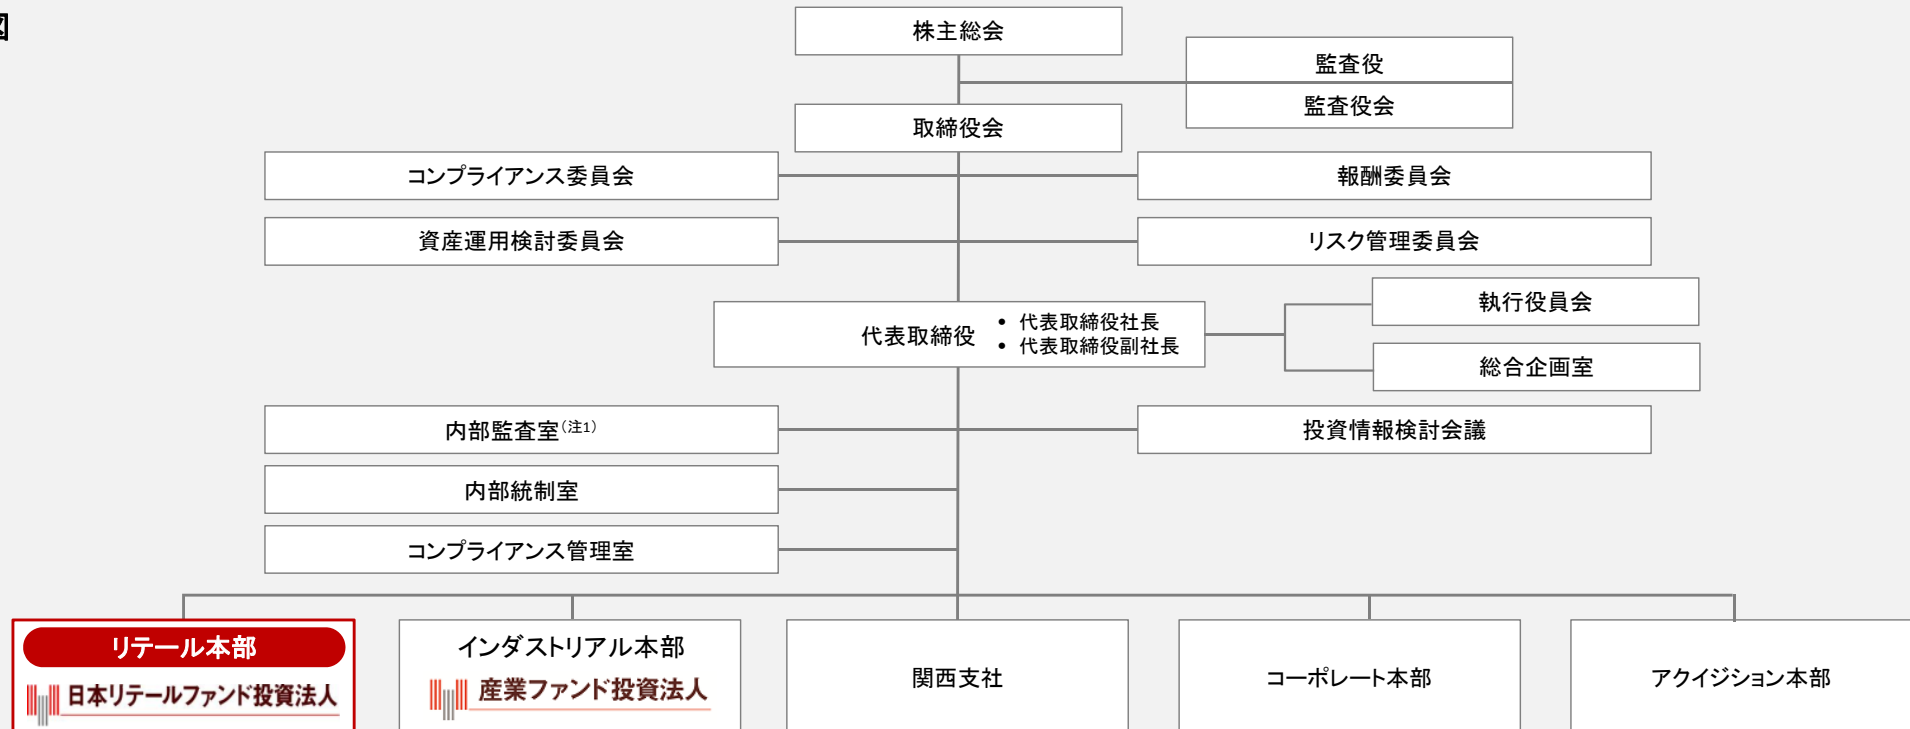 図
株主総会
監査役
監査役会
取締役会
コンプライアンス委員会
報酬委員会
資産運用検討委員会
リスク管理委員会
執行役員会
代表取締役
• 代表取締役社長
• 代表取締役副社長
総合企画室
内部監査室(注1)
投資情報検討会議
内部統制室
コンプライアンス管理室
リテール本部
日本リテールファンド投資法人
インダストリアル本部
産業ファンド投資法人
関西支社
コーポレート本部
アクイジション本部